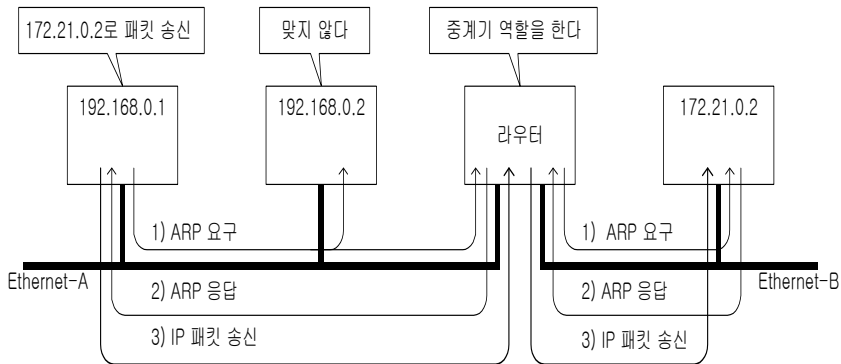 172.21.0.2로 패킷 송신
맞지 않다
중계기 역할을 한다
192.168.0.1
192.168.0.2
라우터
172.21.0.2
1) ARP 요구
1) ARP 요구
Ethernet-A
Ethernet-B
2) ARP 응답
2) ARP 응답
3) IP 패킷 송신
3) IP 패킷 송신